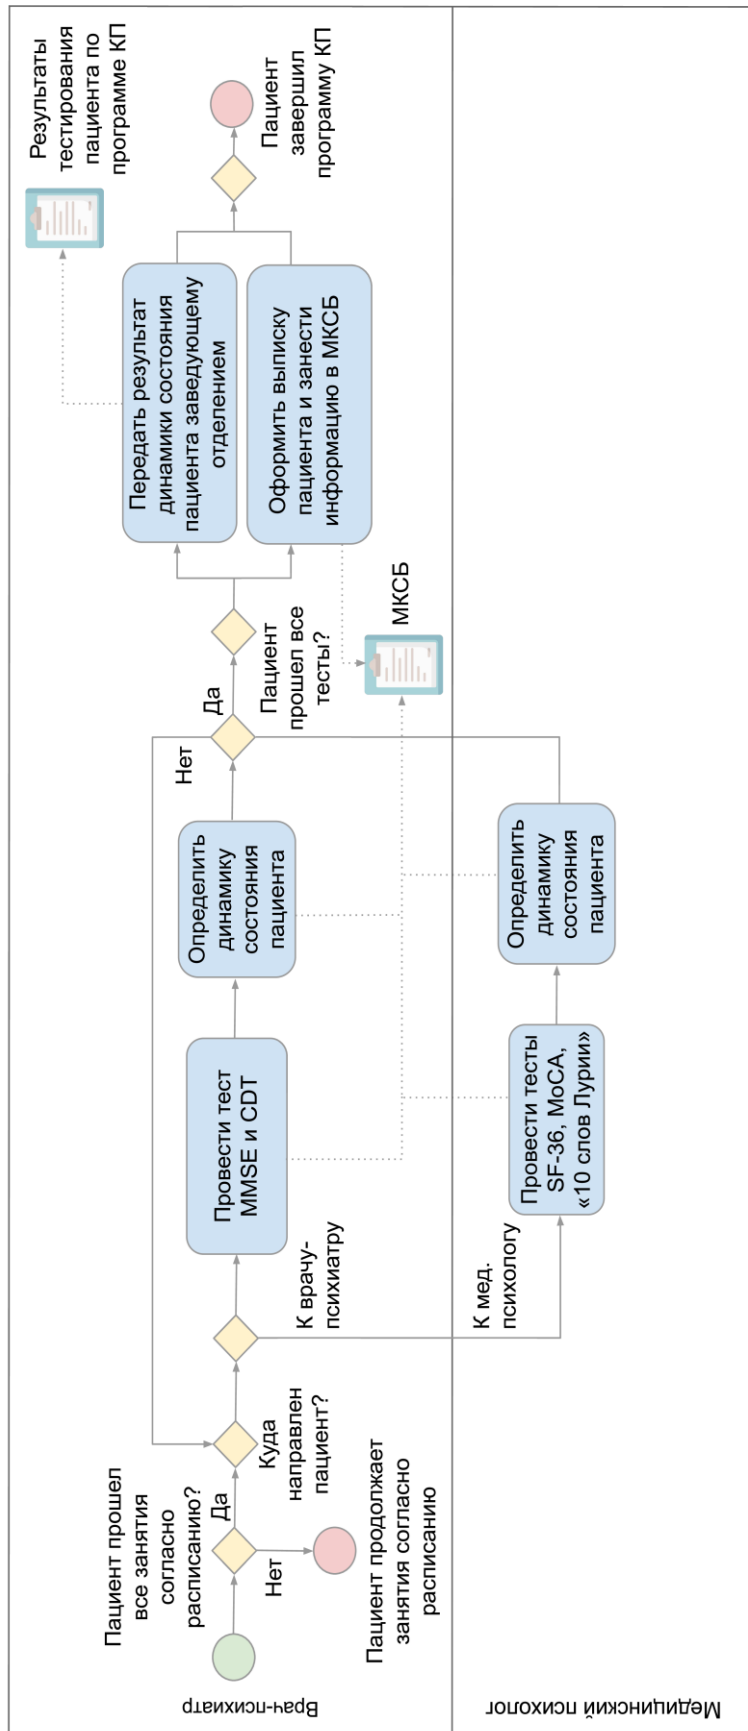 Врач-психиатр
Пациент прошел
все занятия
согласно
расписанию?
Да
Нет
Пациент продолжает
занятия согласно
расписанию
Куда
направлен
пациент?
К врачу-
психиатру
К мед.
психологу
Провести тест
MMSE и CDT
Определить
динамику
состояния
пациента
Нет
Да
Пациент
прошел все
тесты?
Передать результат
динамики состояния
пациента заведующему
отделением
Оформить выписку
пациента и занести
информацию в МКСБ
МКСБ
Результаты
тестирования
пациента по
программе КП
Пациент
завершил
программу КП
Медицинский психолог
Провести тесты
SF-36, MoCA,
«10 слов Лурии»
Определить
динамику
состояния
пациента